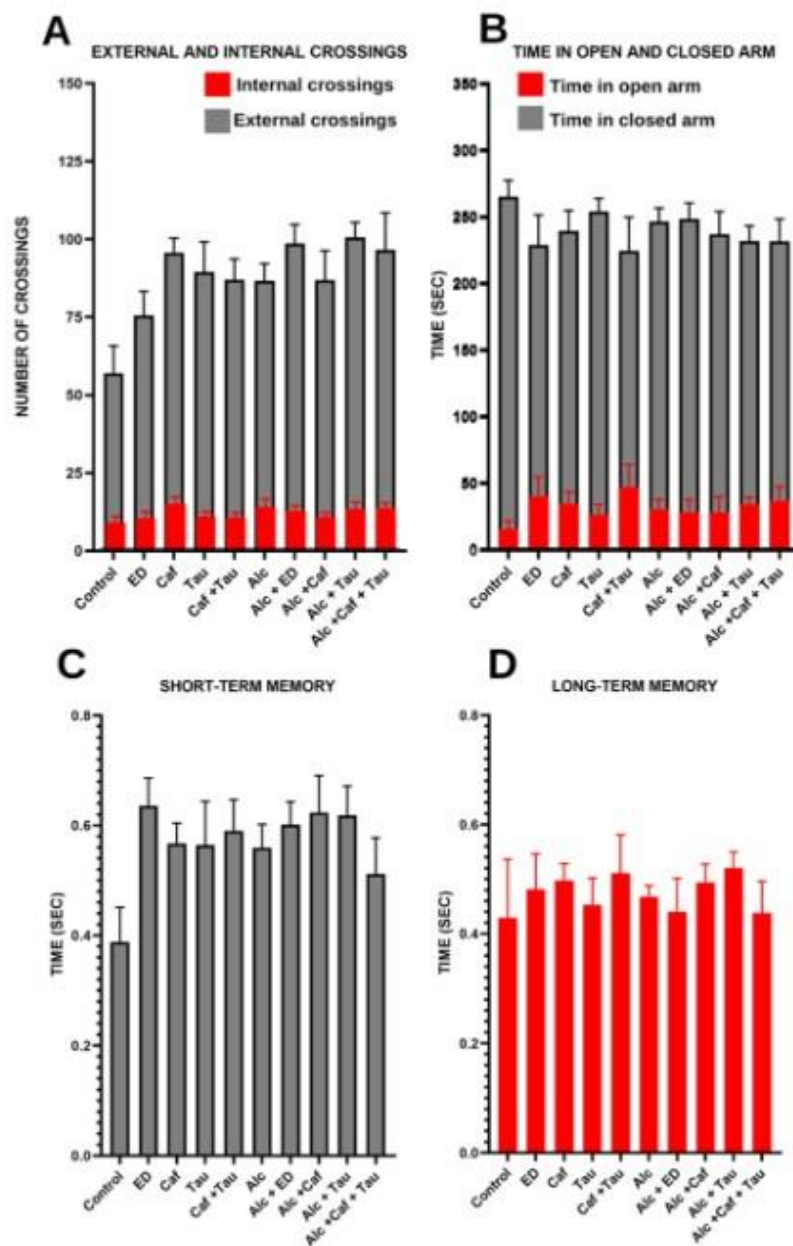 A
EXTERNAL AND INTERNAL CROSSINGS
Internal crossings
External crossings
NUMBER OF CROSSINGS
150
125
100
75
50
25
0
Control
ED
Caf
Tau
Caf +Tau
Alc
Alc + ED
Alc +Caf
Alc + Tau
Alc +Caf + Tau
B
TIME IN OPEN AND CLOSED ARM
Time in open arm
Time in closed arm
TIME (SEC)
350
300
250
200
150
100
50
0
Control
ED
Caf
Tau
Caf +Tau
Alc
Alc + ED
Alc +Caf
Alc + Tau
Alc +Caf + Tau
C
SHORT-TERM MEMORY
TIME (SEC)
0.8
0.6
0.4
0.2
0.0
Control
ED
Caf
Tau
Caf +Tau
Alc
Alc + ED
Alc +Caf
Alc + Tau
Alc +Caf + Tau
D
LONG-TERM MEMORY
TIME (SEC)
0.8
0.6
0.4
0.2
0.0
Control
ED
Caf
Tau
Caf +Tau
Alc
Alc + ED
Alc +Caf
Alc + Tau
Alc +Caf + Tau